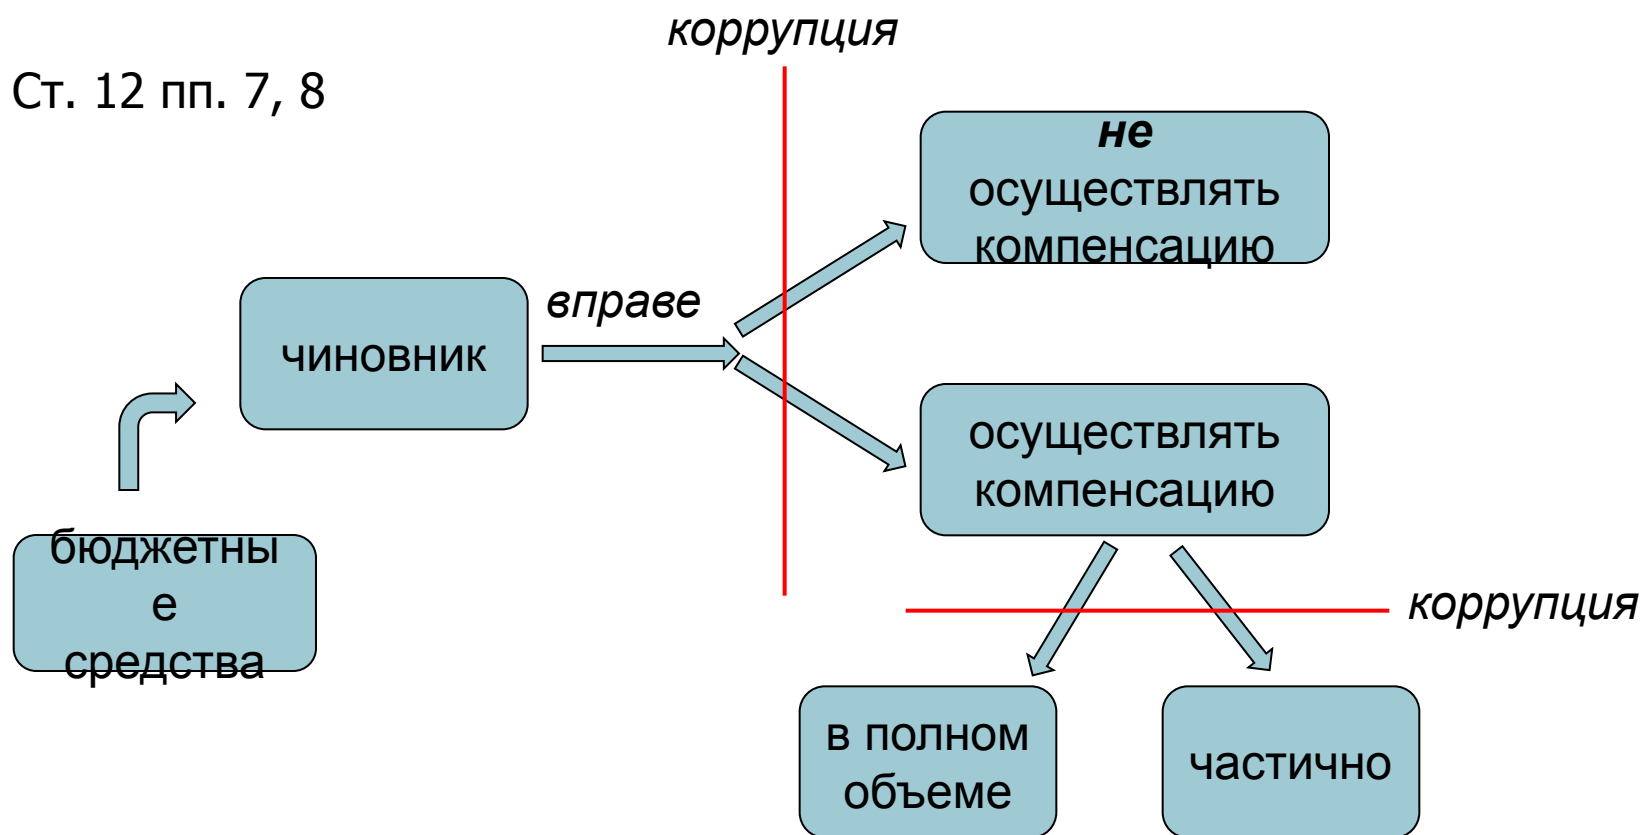 коррупция
Ст. 12 пп. 7, 8
не
осуществлять
компенсацию
вправе
чиновник
осуществлять
компенсацию
бюджетны
е
средства
коррупция
в полном
объеме
частично